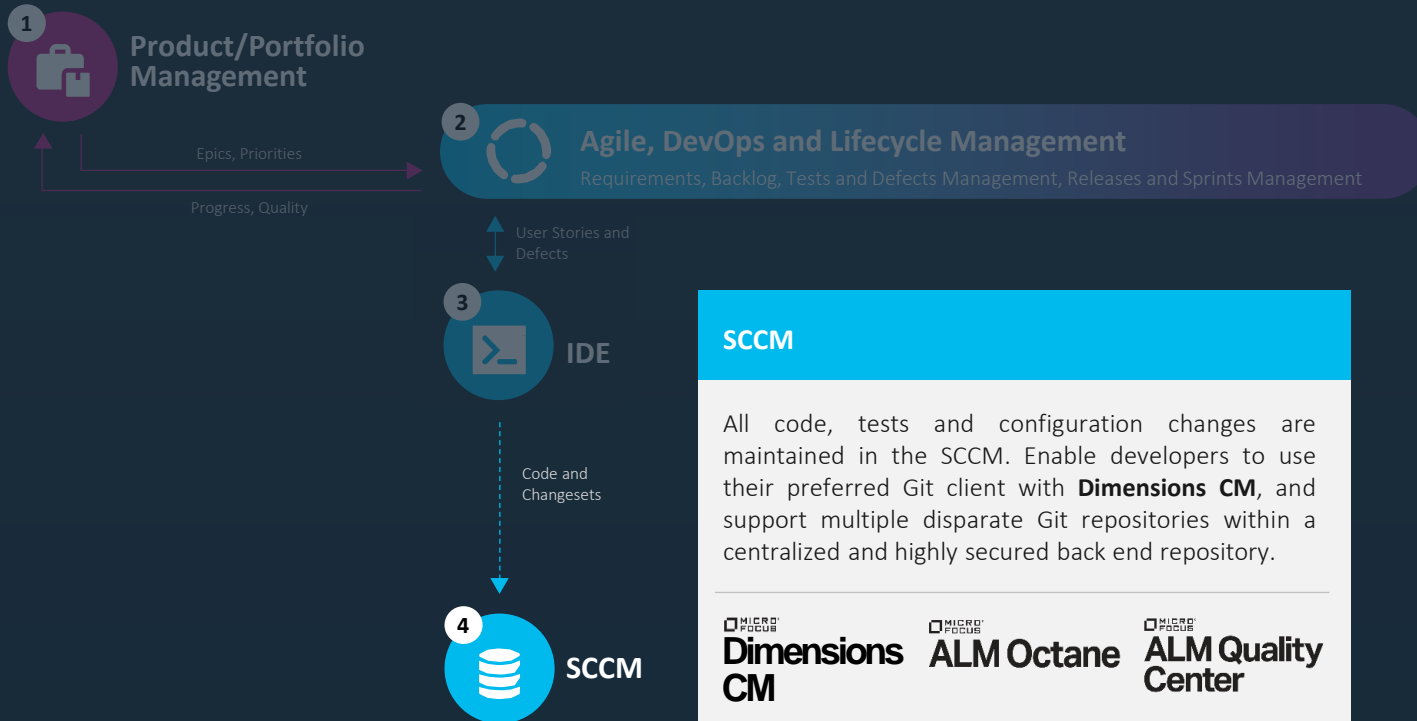 1
Product/Portfolio
Management
2
Agile, DevOps and Lifecycle Management
Requirements, Backlog, Tests and Defects Management, Releases and Sprints Management
Epics, Priorities
Progress, Quality
User Stories and
Defects
3
IDE
Code and
Changesets
4
SCCM
SCCM
All code, tests and configuration changes are
maintained in the SCCM. Enable developers to use
their preferred Git client with Dimensions CM, and
support multiple disparate Git repositories within a
centralized and highly secured back end repository.
MICRO
FOCUS
Dimensions
CM
MICRO
FOCUS
ALM Octane
MICRO
FOCUS
ALM Quality
Center